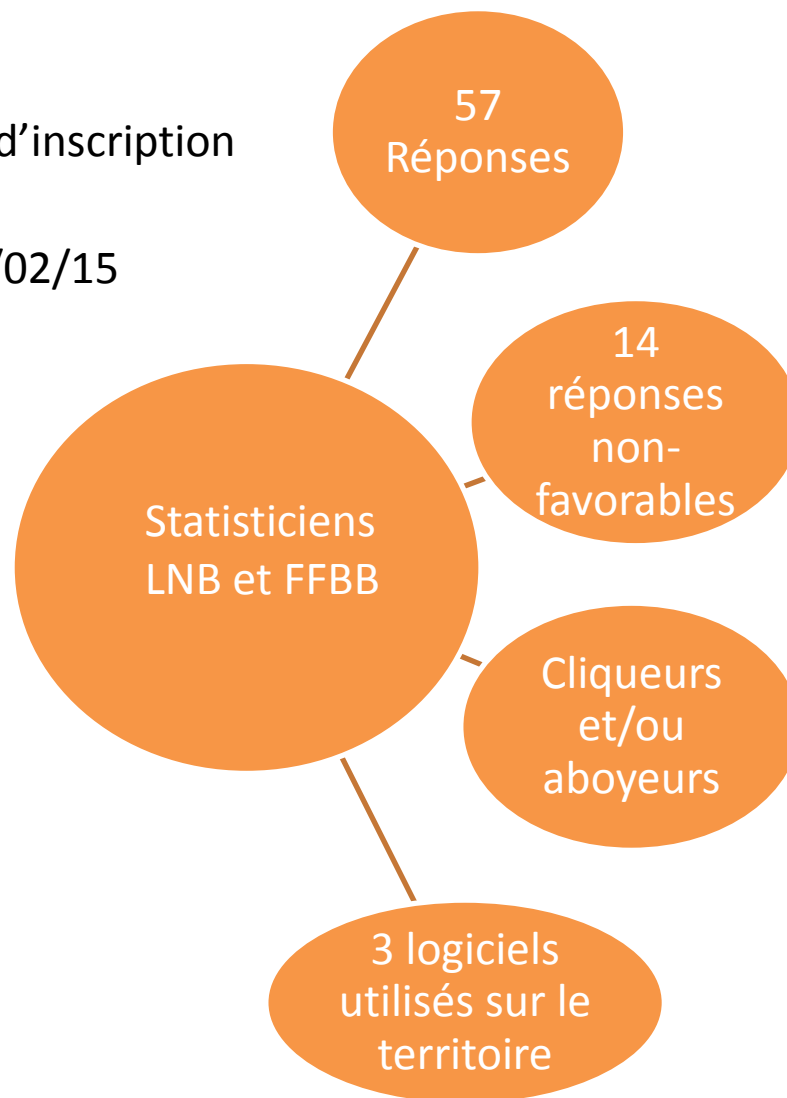 d’inscription
/02/15
57
Réponses
14
réponses
non-
favorables
Statisticiens
LNB et FFBB
Cliqueurs
et/ou
aboyeurs
3 logiciels
utilisés sur le
territoire